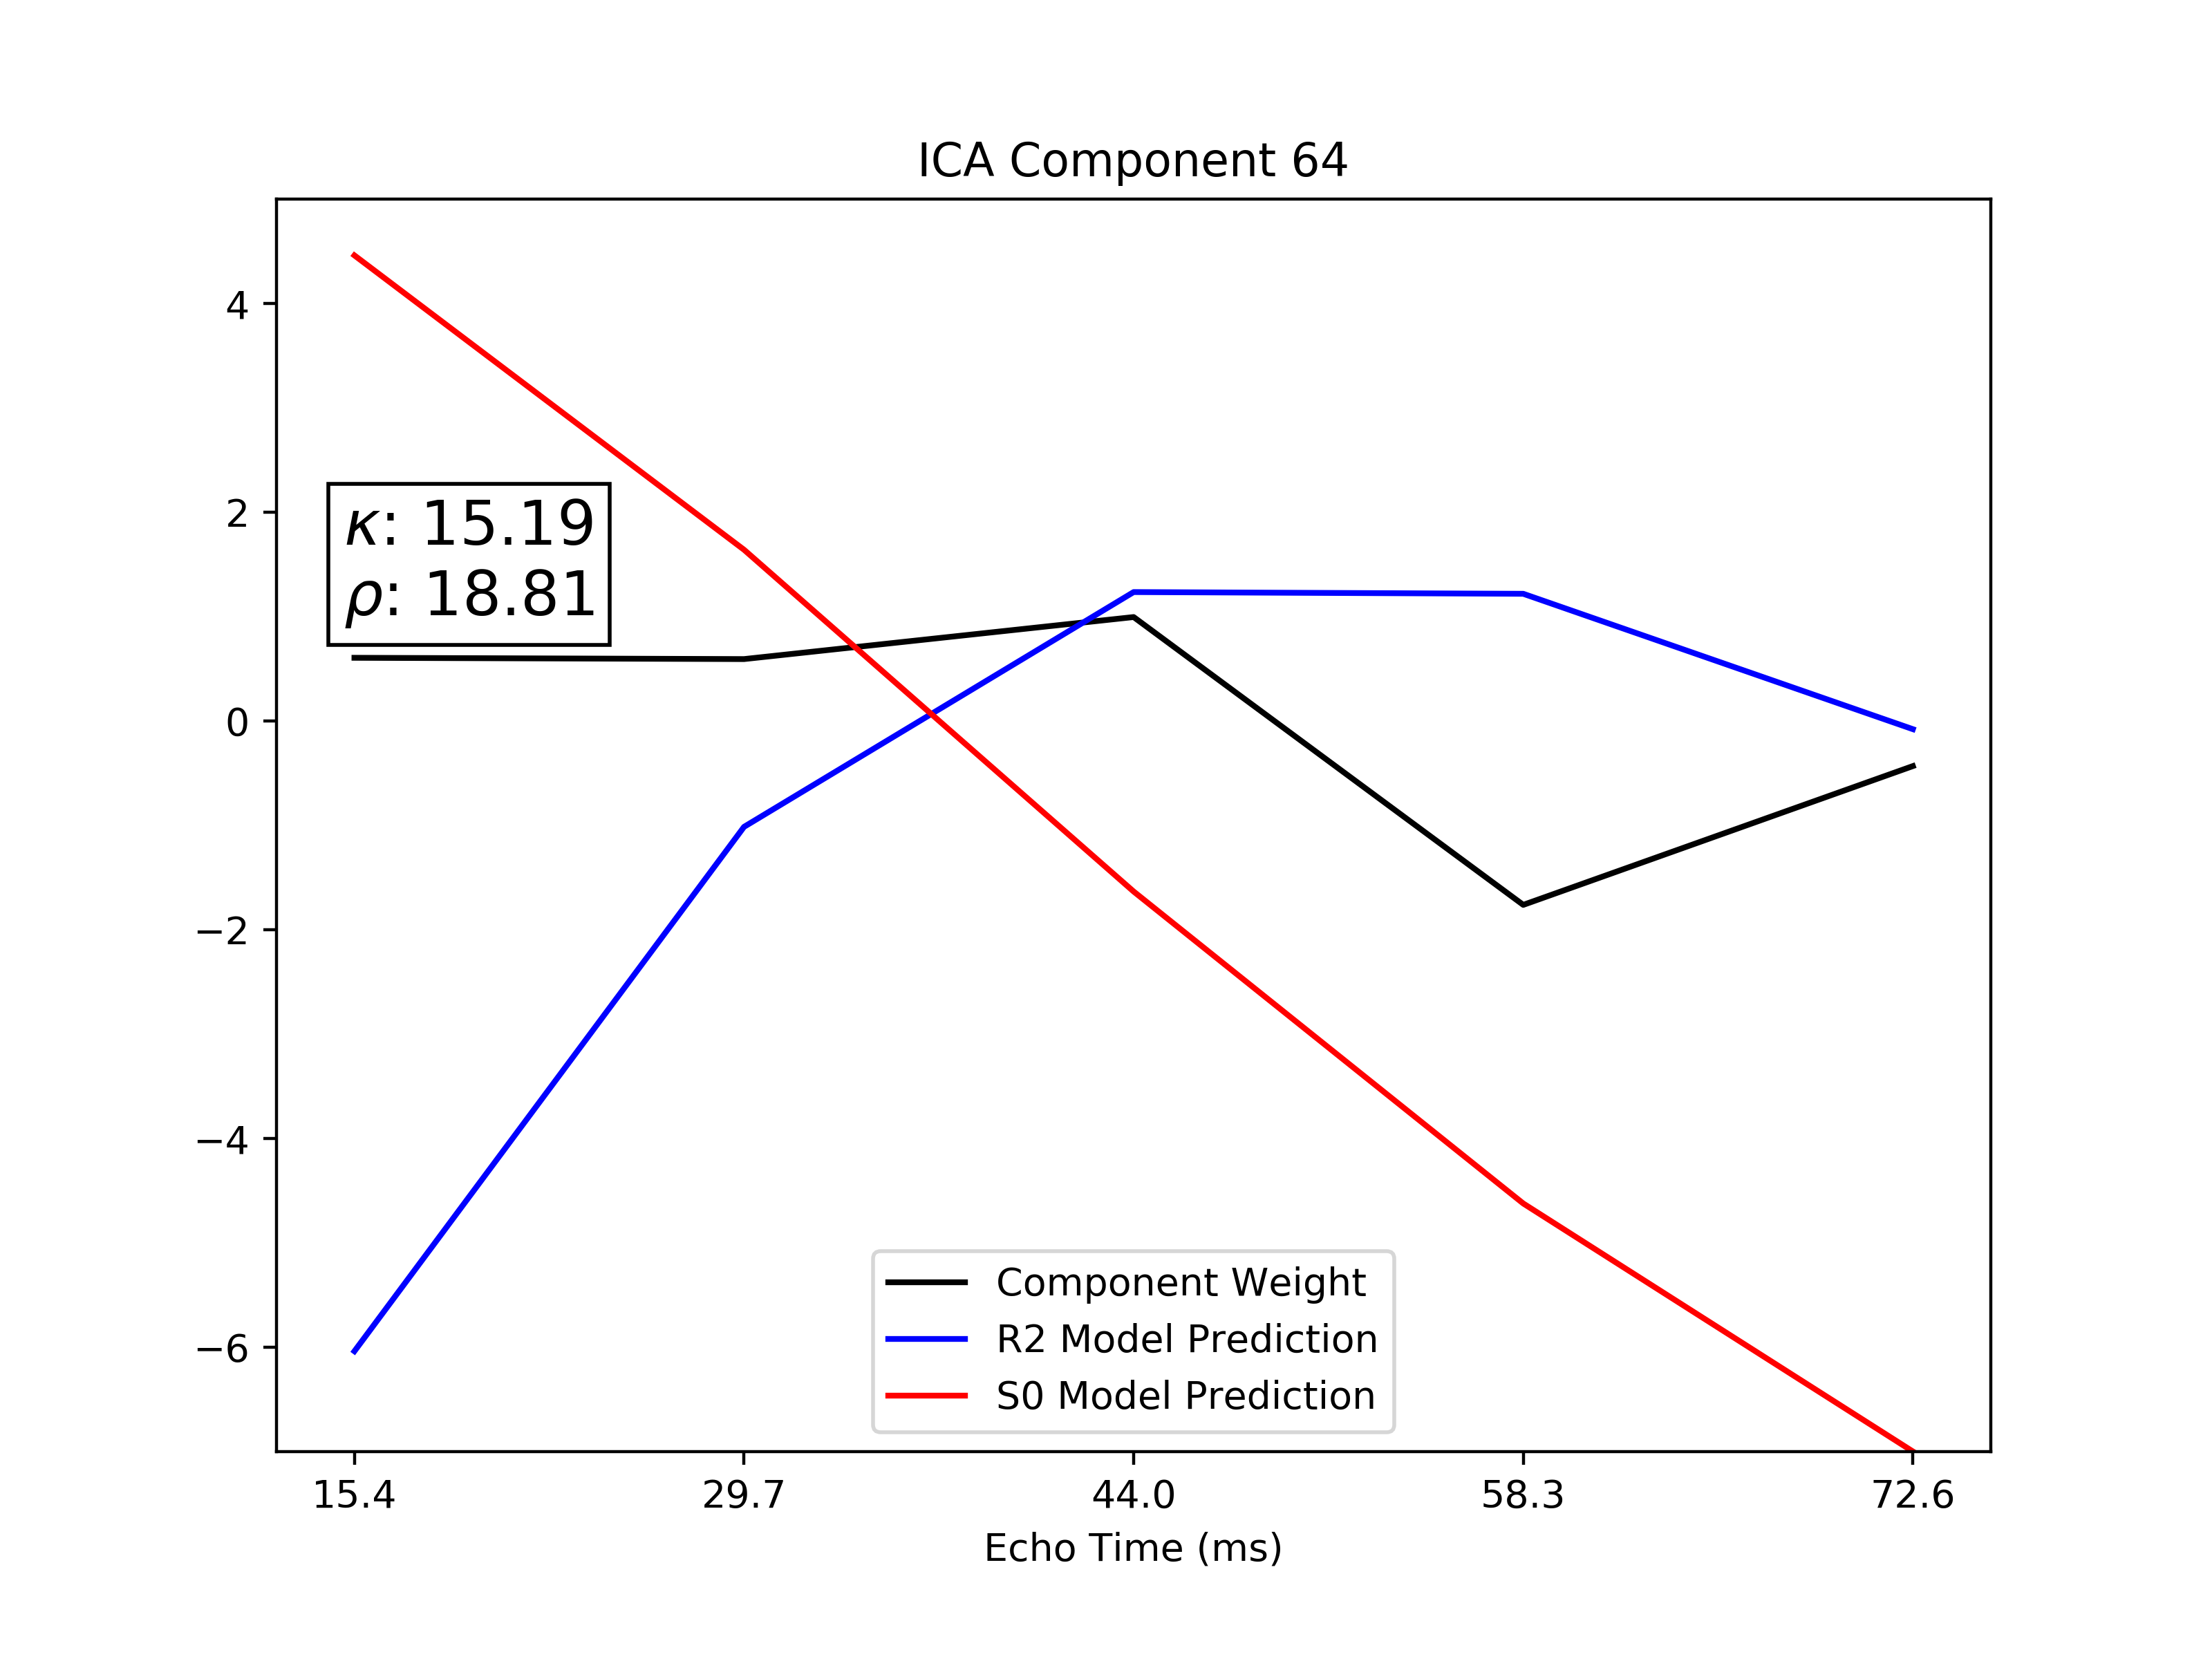 ICA Component 64
4
2
0
−2
−4
−6
κ: 15.19
ρ: 18.81
Component Weight
R2 Model Prediction
S0 Model Prediction
15.4 29.7 44.0 58.3 72.6
Echo Time (ms)